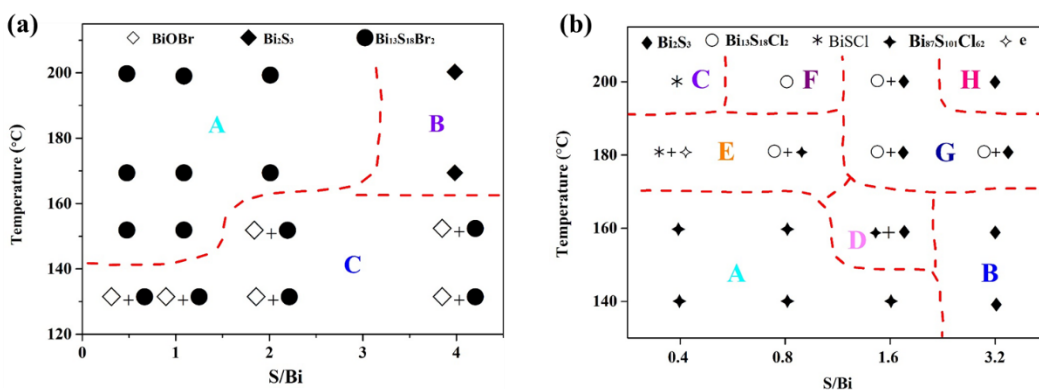 (a)
BiOBr
Bi₂S₃
Bi₁₃S₁₈Br₂
Temperature (°C)
200
180
160
140
120
A
B
C
+
+
+
+
+
+
0
1
2
3
4
S/Bi
(b)
Bi₂S₃
Bi₁₃S₁₈Cl₂
BiSCl
Bi₈₇S₁₀₁Cl₆₂
e
Temperature (°C)
200
180
160
140
C
F
+
H
+
E
+
+
G
+
D
+
A
B
0.4
0.8
1.6
3.2
S/Bi